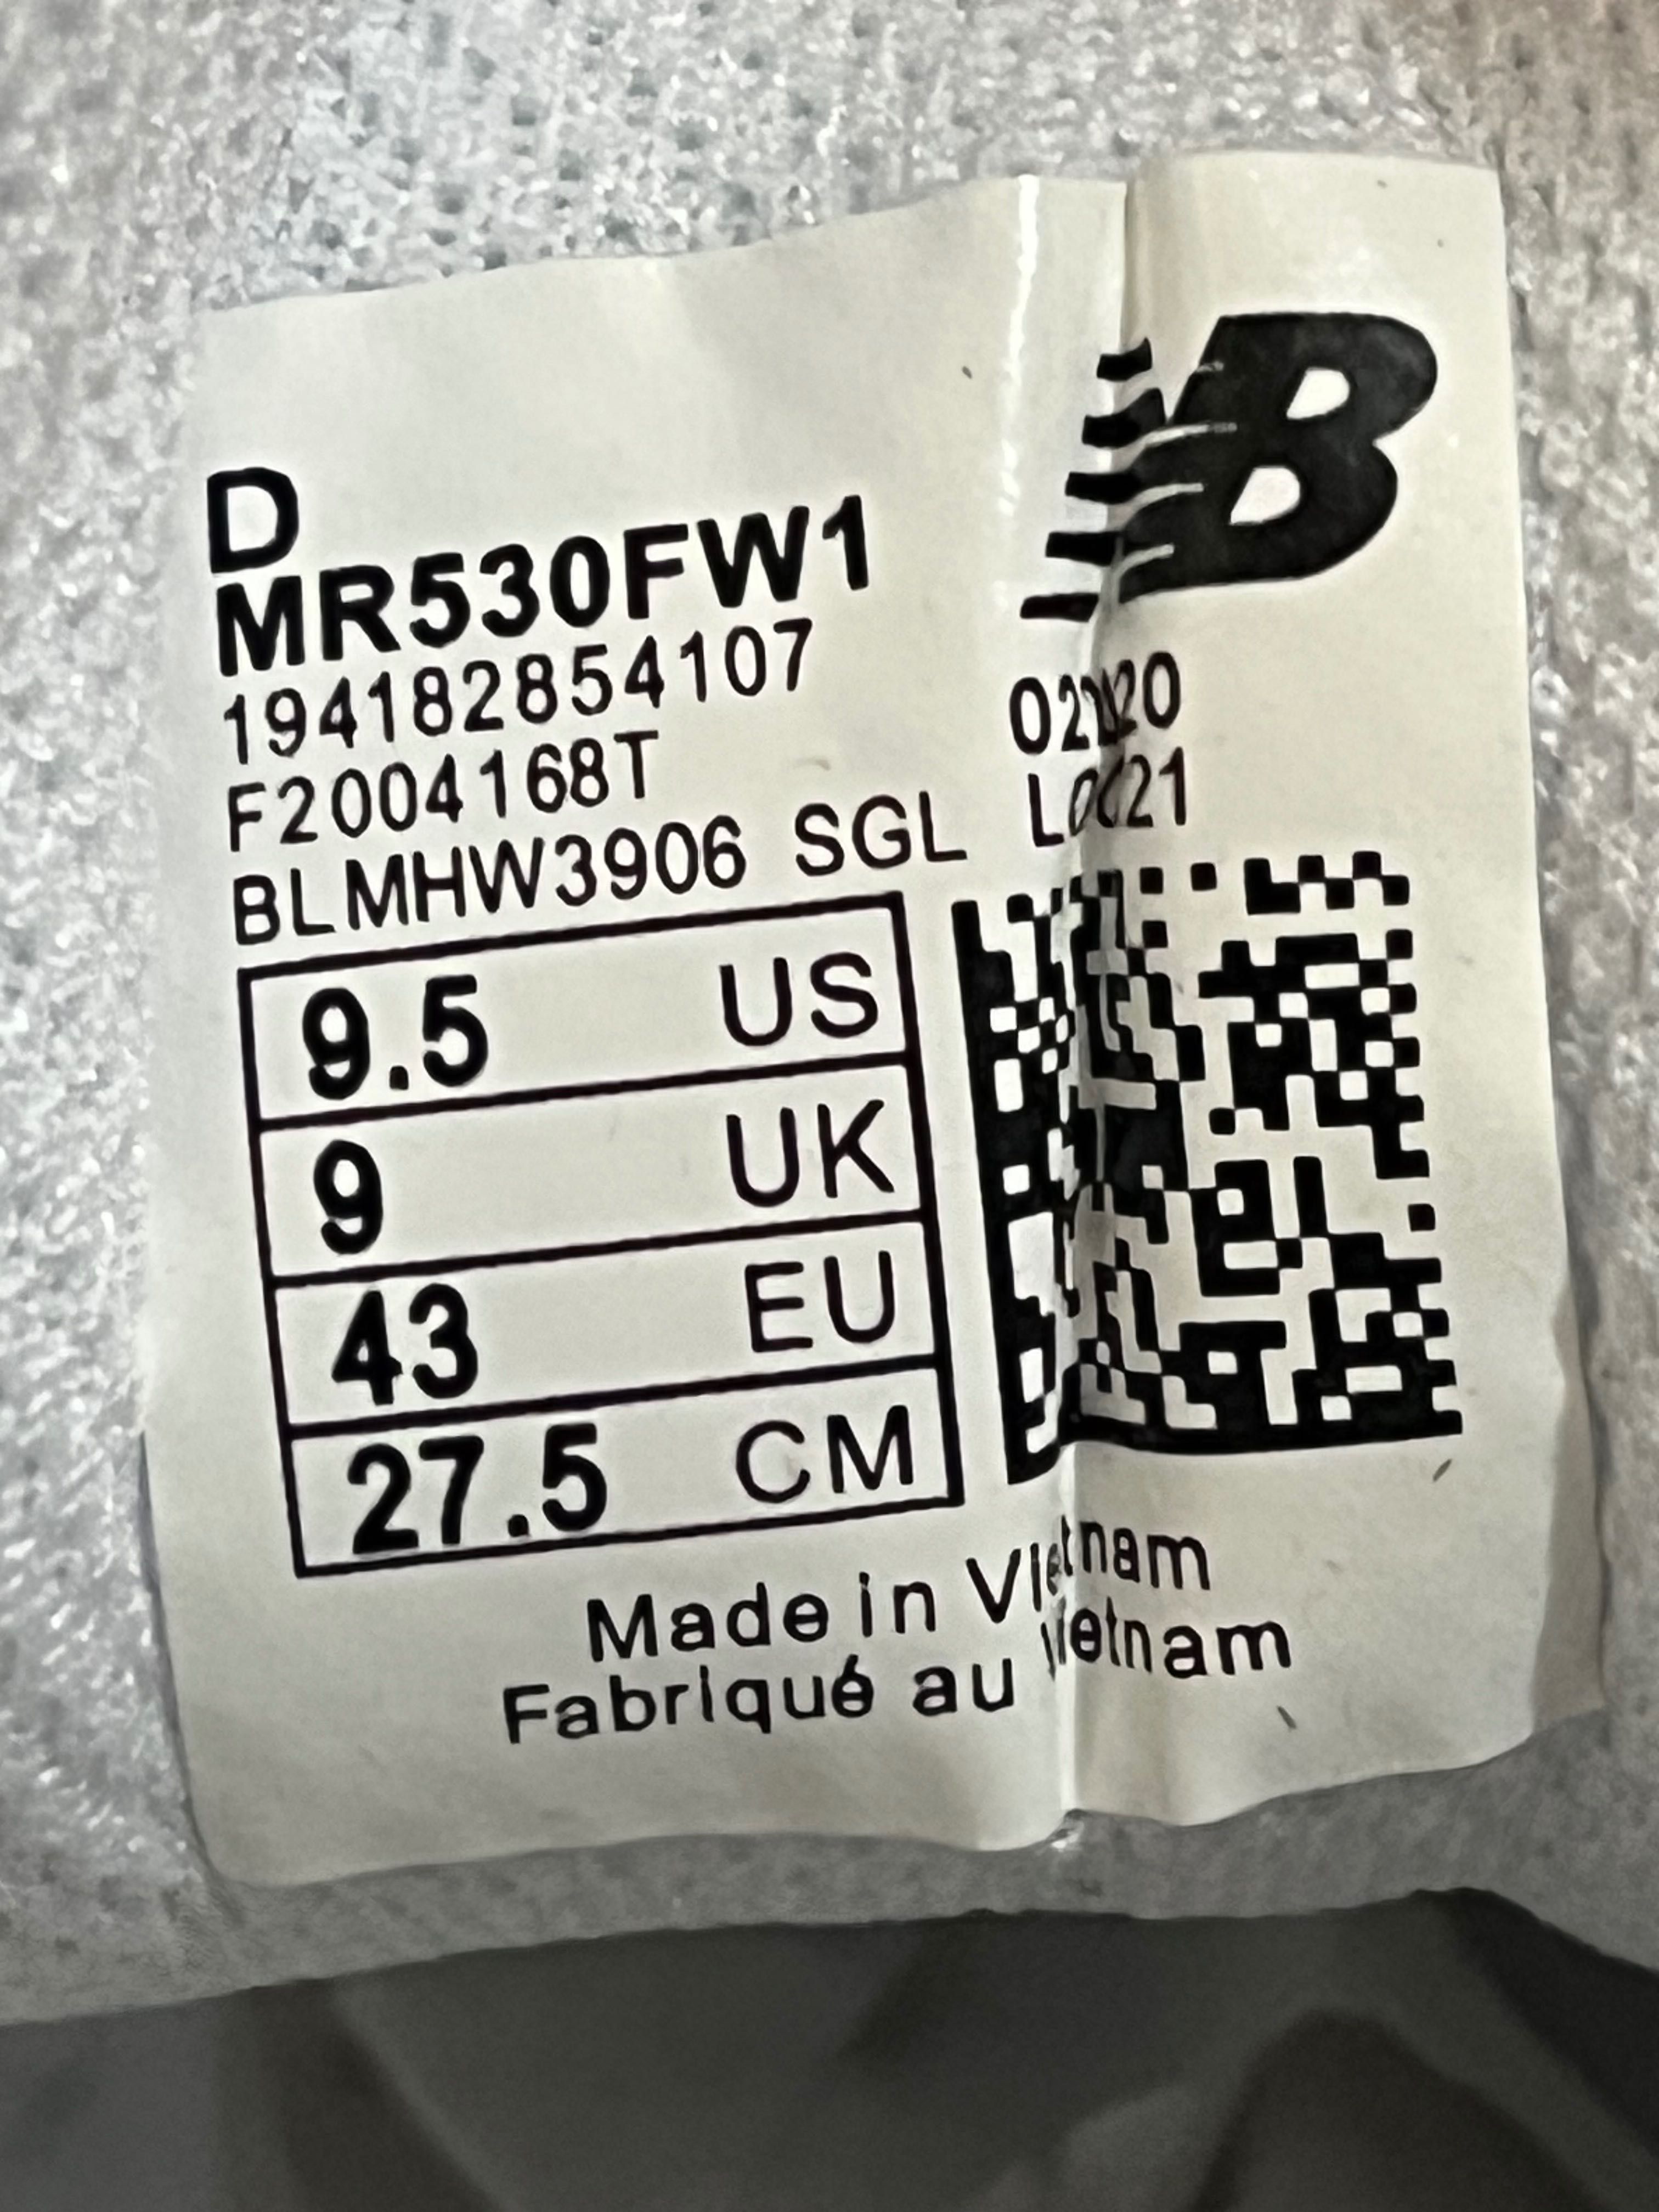 D
MR530FW1
194182854107
F2004168T
BLMHW3906 SGL
9.5 US
9 UK
43 EU
27.5 CM
Made in Vietnam
Fabriqué au Vietnam